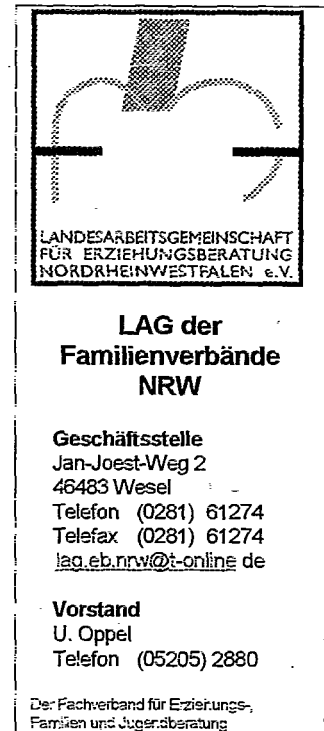 LANDESARBEITSGEMEINSCHAFT
FÜR ERZIEHUNGSBERATUNG
NORDRHEINWESTFALEN e.V.
LAG der
Familienverbände
NRW
Geschäftsstelle
Jan-Joest-Weg 2
46483 Wesel
Telefon (0281) 61274
Telefax (0281) 61274
lag.eb.nrw@t-online de
Vorstand
U. Oppel
Telefon (05205) 2880
Der Fachverband für Erziehungs-,
Familien und Jugendberatung